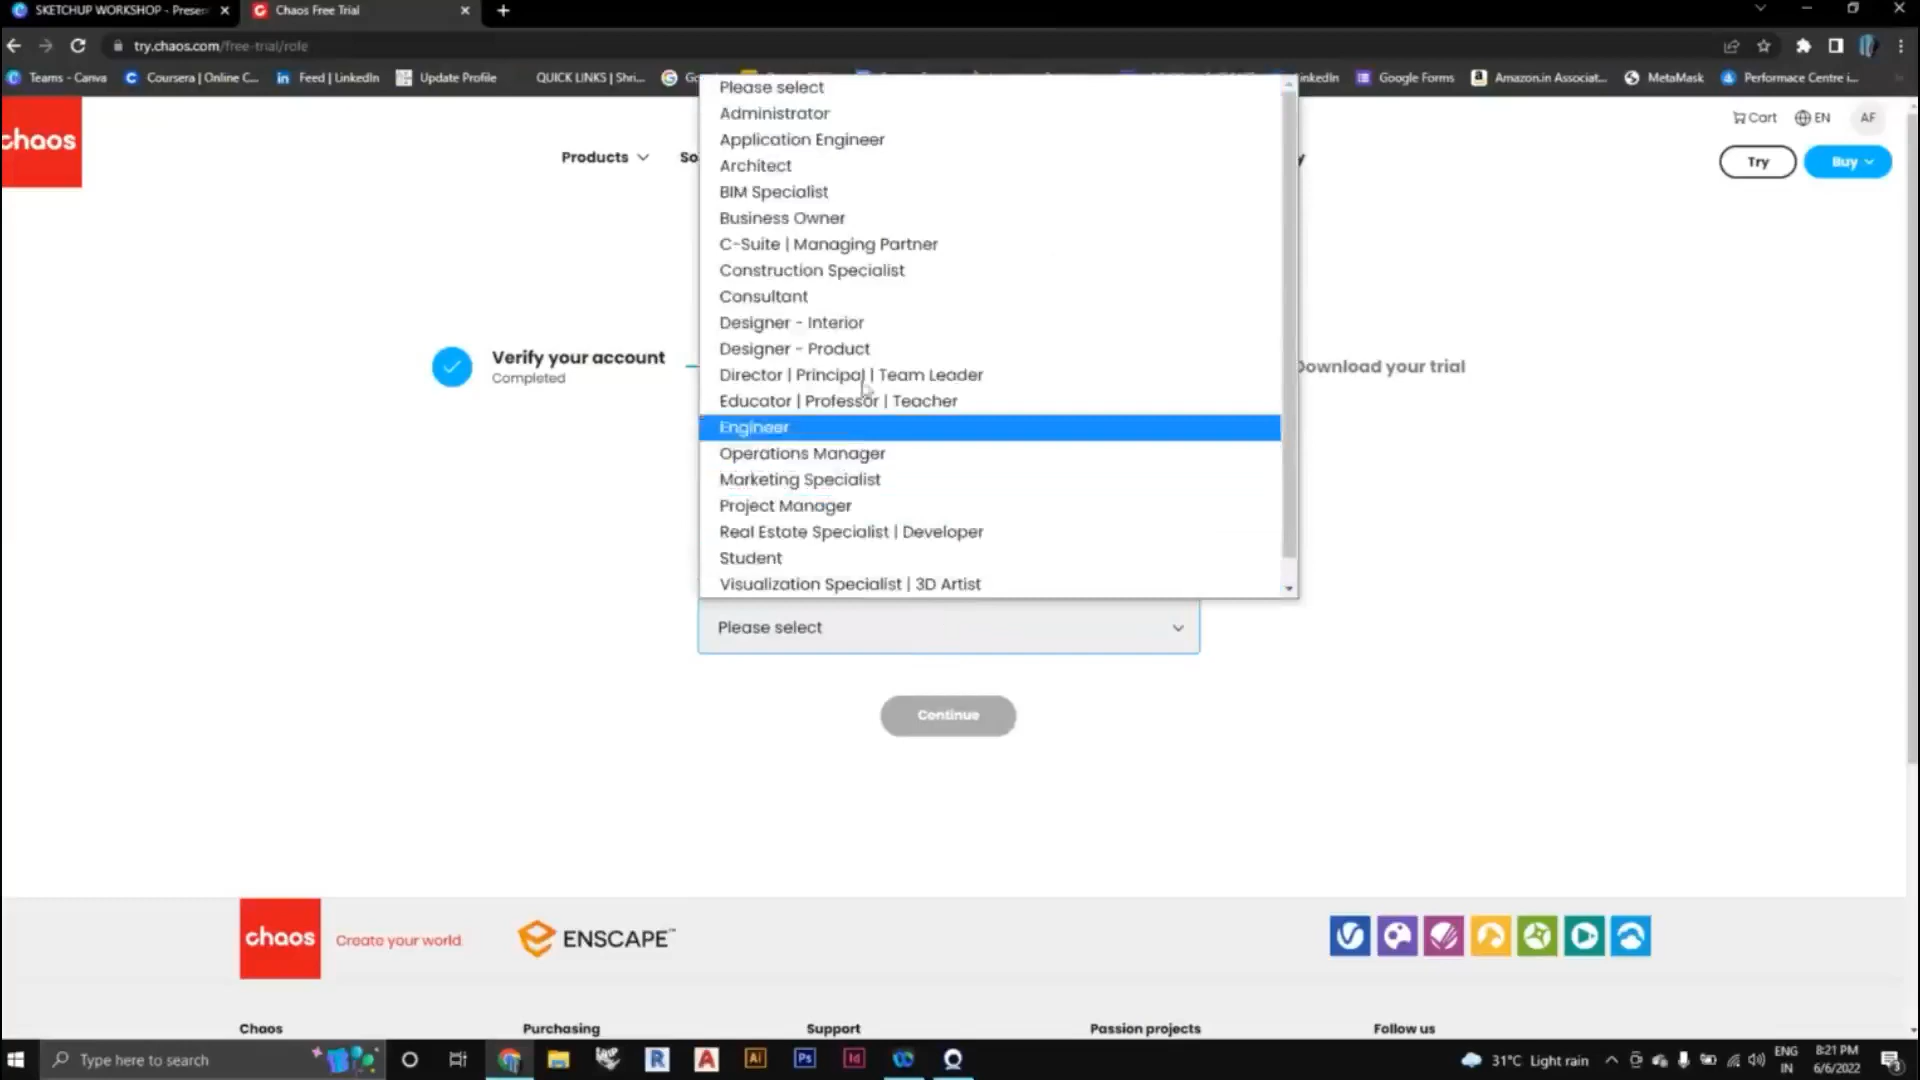 SKETCHUP WORKSHOP - Presen
Chaos Free Trial
try.chaos.com/free-trial/role
Teams - Canva
Coursera | Online C...
Feed | LinkedIn
Update Profile
QUICK LINKS | Shri...
Google Forms
Amazon.in Associat...
MetaMask
Performace Centre i...
chaos
Products
So
Cart
EN
AF
Try
Buy
Please select
Administrator
Application Engineer
Architect
BIM Specialist
Business Owner
C-Suite | Managing Partner
Construction Specialist
Consultant
Designer - Interior
Designer - Product
Director | Principal | Team Leader
Educator | Professor | Teacher
Engineer
Operations Manager
Marketing Specialist
Project Manager
Real Estate Specialist | Developer
Student
Visualization Specialist | 3D Artist
Verify your account
Completed
Download your trial
Please select
Continue
chaos
Create your world.
ENSCAPE™
Chaos
Purchasing
Support
Passion projects
Follow us
Type here to search
R
A
Ai
Ps
Id
31°C Light rain
ENG
IN
8:21 PM
6/6/2022
3